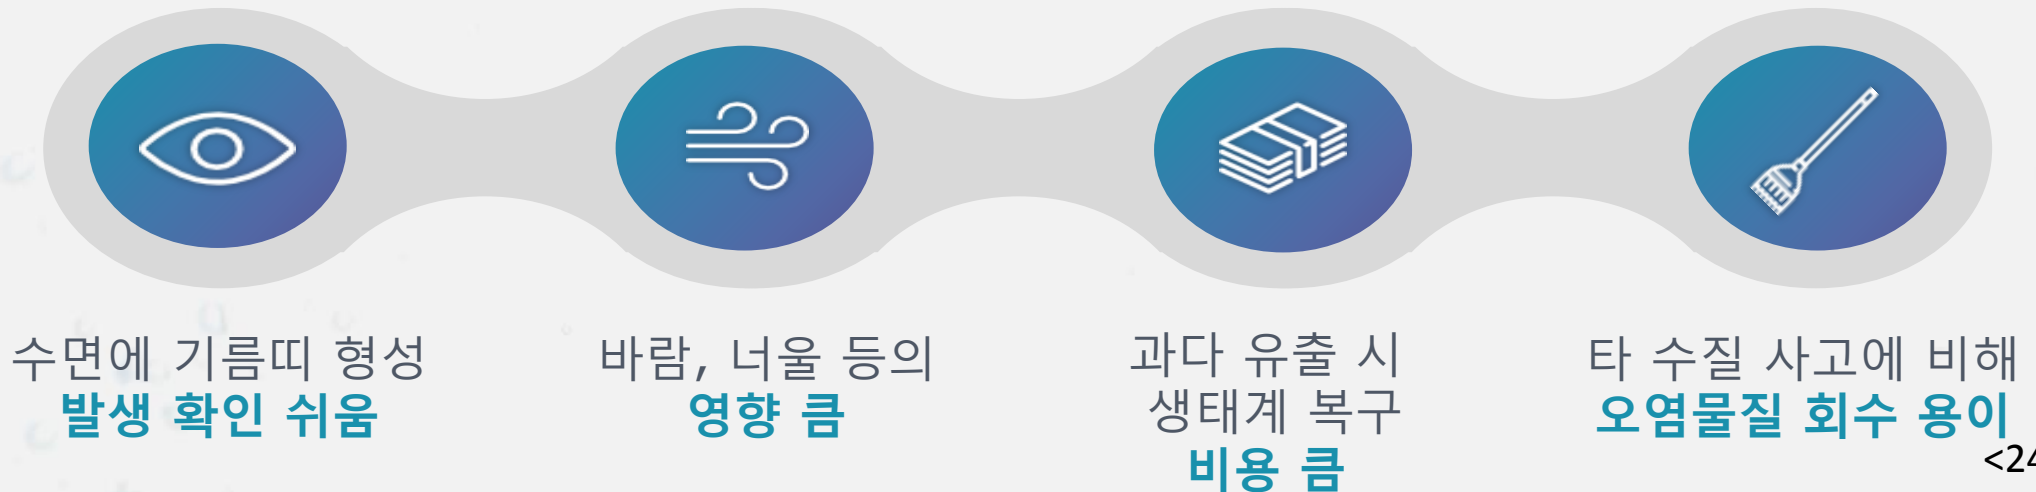 수면에 기름띠 형성
발생 확인 쉬움
바람, 너울 등의
영향 큼
과다 유출 시
생태계 복구
비용 큼
타 수질 사고에 비해
오염물질 회수 용이
<24